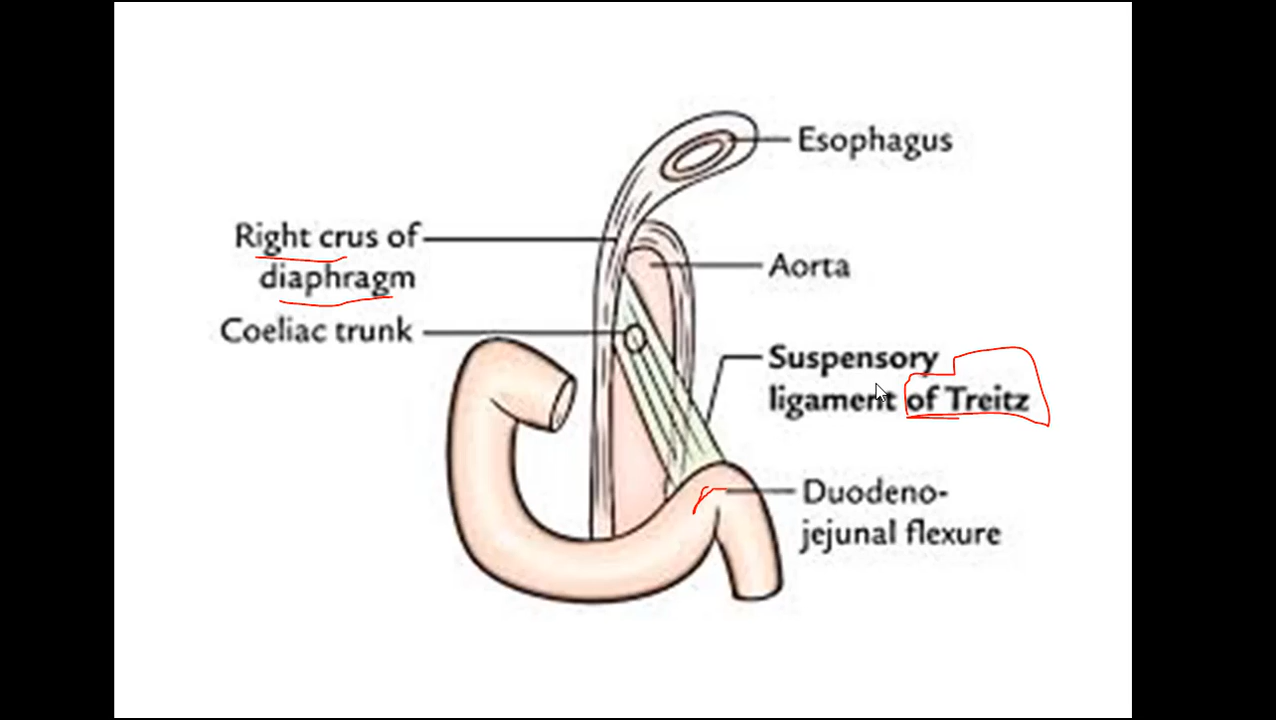 Esophagus
Right crus of
diaphragm
Aorta
Coeliac trunk
Suspensory
ligament of Treitz
Duodeno-
jejunal flexure